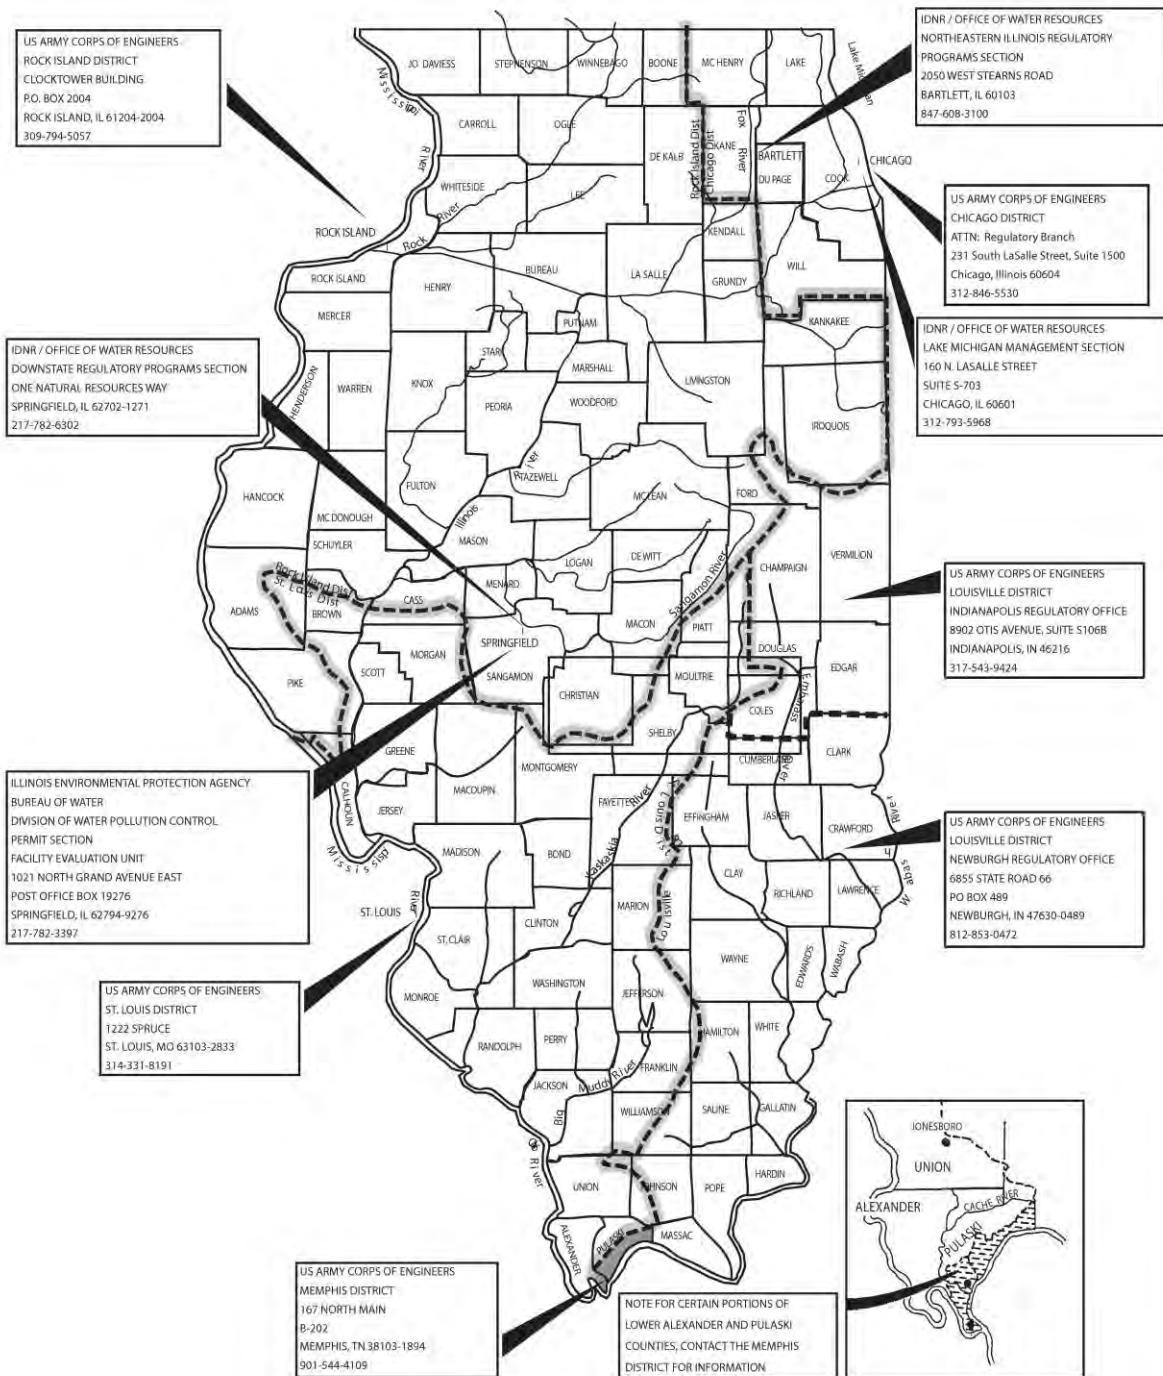 US ARMY CORPS OF ENGINEERS
ROCK ISLAND DISTRICT
CLOCKTOWER BUILDING
P.O. BOX 2004
ROCK ISLAND, IL 61204-2004
309-794-5057
IDNR / OFFICE OF WATER RESOURCES
NORTHEASTERN ILLINOIS REGULATORY
PROGRAMS SECTION
2050 WEST STEARNS ROAD
BARTLETT, IL 60103
847-608-3100
US ARMY CORPS OF ENGINEERS
CHICAGO DISTRICT
ATTN: Regulatory Branch
231 South LaSalle Street, Suite 1500
Chicago, Illinois 60604
312-846-5530
IDNR / OFFICE OF WATER RESOURCES
LAKE MICHIGAN MANAGEMENT SECTION
160 N. LASALLE STREET
SUITE S-703
CHICAGO, IL 60601
312-793-5968
IDNR / OFFICE OF WATER RESOURCES
DOWNSTATE REGULATORY PROGRAMS SECTION
ONE NATURAL RESOURCES WAY
SPRINGFIELD, IL 62702-1271
217-782-6302
US ARMY CORPS OF ENGINEERS
LOUISVILLE DISTRICT
INDIANAPOLIS REGULATORY OFFICE
8902 OTIS AVENUE, SUITE S106B
INDIANAPOLIS, IN 46216
317-543-9424
ILLINOIS ENVIRONMENTAL PROTECTION AGENCY
BUREAU OF WATER
DIVISION OF WATER POLLUTION CONTROL
PERMIT SECTION
FACILITY EVALUATION UNIT
1021 NORTH GRAND AVENUE EAST
POST OFFICE BOX 19276
SPRINGFIELD, IL 62794-9276
217-782-3397
US ARMY CORPS OF ENGINEERS
LOUISVILLE DISTRICT
NEWBURGH REGULATORY OFFICE
6855 STATE ROAD 66
PO BOX 489
NEWBURGH, IN 47630-0489
812-853-0472
US ARMY CORPS OF ENGINEERS
ST. LOUIS DISTRICT
1222 SPRUCE
ST. LOUIS, MO 63103-2833
314-331-8191
US ARMY CORPS OF ENGINEERS
MEMPHIS DISTRICT
167 NORTH MAIN
B-202
MEMPHIS, TN 38103-1894
901-544-4109
NOTE FOR CERTAIN PORTIONS OF
LOWER ALEXANDER AND PULASKI
COUNTIES, CONTACT THE MEMPHIS
DISTRICT FOR INFORMATION
JO DAVIESS
STEPHENSON
WINNEBAGO
BOONE
MC HENRY
LAKE
Lake Michigan
CARROLL
OGLE
DE KALB
Rock Island Dist
Chicago Dist
KANE
Fox River
BARTLETT
DU PAGE
COOK
CHICAGO
WHITESIDE
LEE
Rock River
ROCK ISLAND
KENDALL
WILL
ROCK ISLAND
HENRY
BUREAU
LA SALLE
GRUNDY
MERCER
PUTNAM
KANKAKEE
HENDERSON
WARREN
KNOX
STARK
MARSHALL
PEORIA
WOODFORD
LIVINGSTON
IROQUOIS
River
TAZEWELL
HANCOCK
MC DONOUGH
FULTON
Illinois
MC LEAN
FORD
SCHUYLER
MASON
LOGAN
DE WITT
CHAMPAIGN
VERMILION
Rock Island Dist
St. Louis Dist
ADAMS
BROWN
CASS
MENARD
Sangamon River
MACON
PIATT
SPRINGFIELD
DOUGLAS
EDGAR
PIKE
SCOTT
MORGAN
SANGAMON
CHRISTIAN
MOULTRIE
COLES
Embarass
River
SHELBY
CUMBERLAND
CLARK
GREENE
CALHOUN
JERSEY
MACOUPIN
MONTGOMERY
FAYETTE
EFFINGHAM
JASPER
CRAWFORD
Kaskaskia River
MADISON
BOND
CLAY
RICHLAND
LAWRENCE
ST. LOUIS
River
ST. CLAIR
CLINTON
MARION
Louisville
WAYNE
EDWARDS
WABASH
MONROE
WASHINGTON
JEFFERSON
RANDOLPH
PERRY
HAMILTON
WHITE
JACKSON
Big Muddy River
FRANKLIN
WILLIAMSON
SALINE
GALLATIN
UNION
JOHNSON
POPE
HARDIN
ALEXANDER
PULASKI
MASSAC
JONESBORO
UNION
ALEXANDER
CACHE RIVER
PULASKI